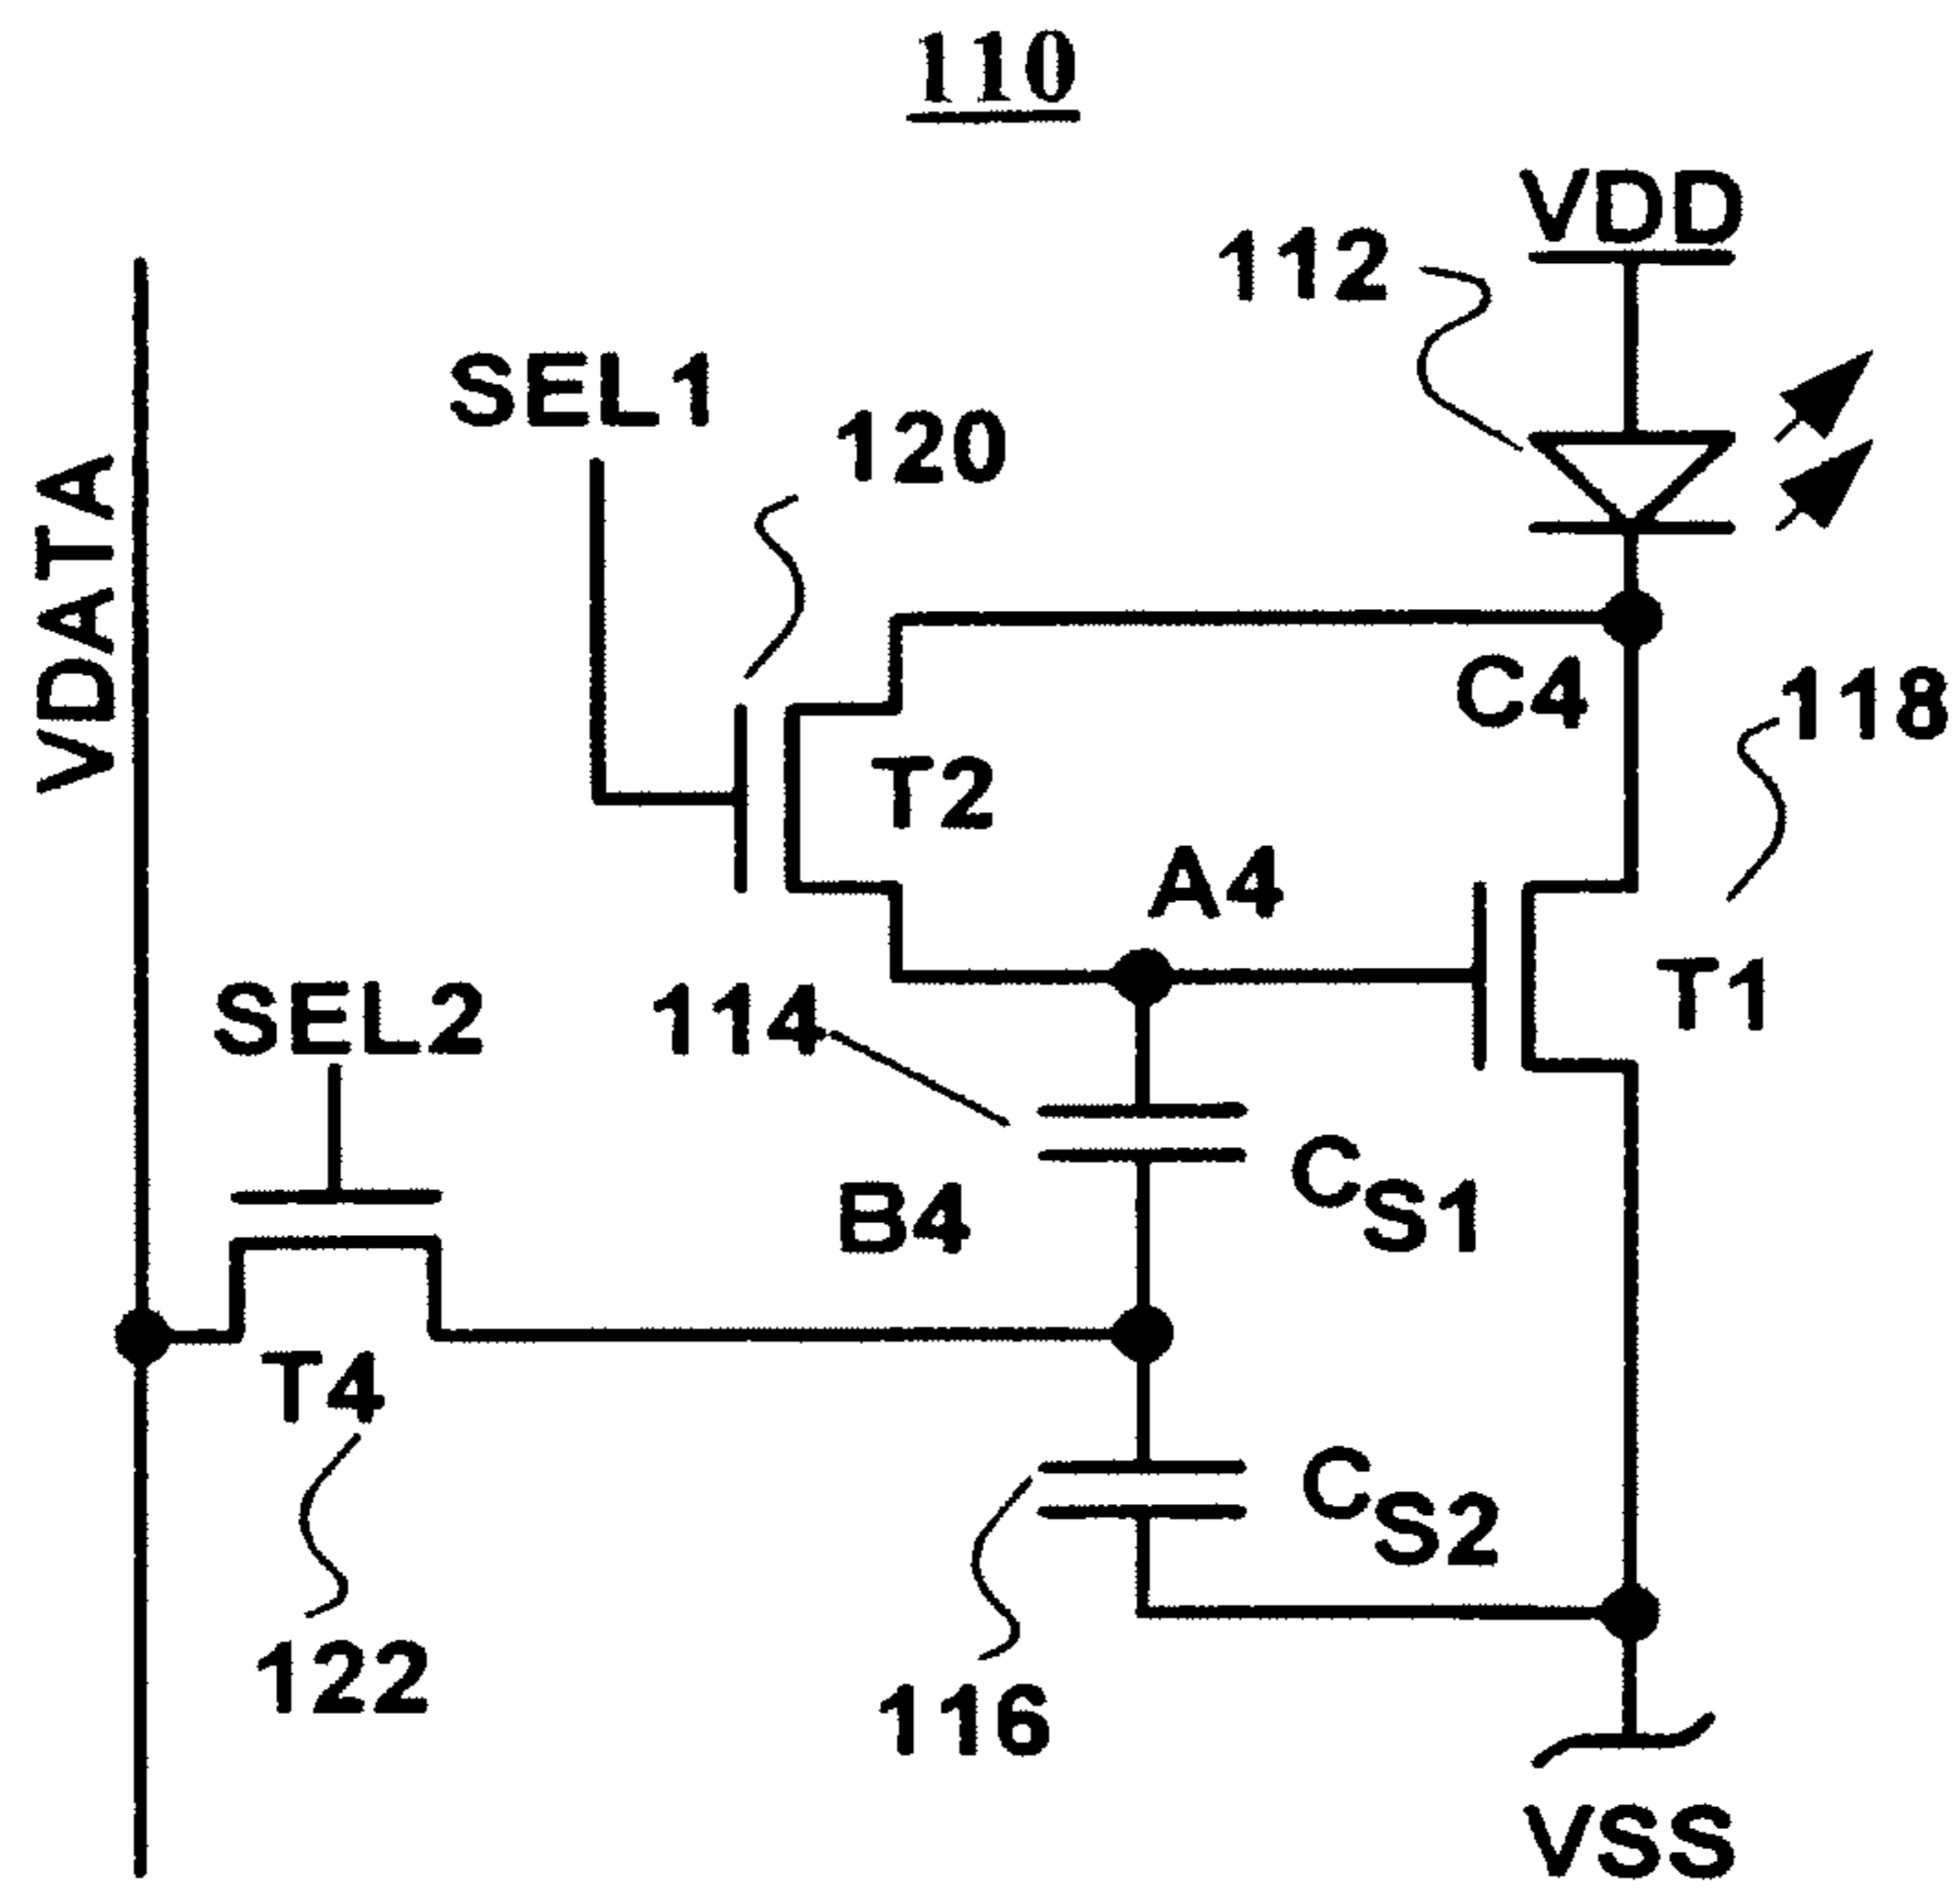 110
VDD
112
SEL1
120
VDATA
C4
118
T2
A4
T1
SEL2
114
CS1
B4
T4
CS2
122
116
VSS